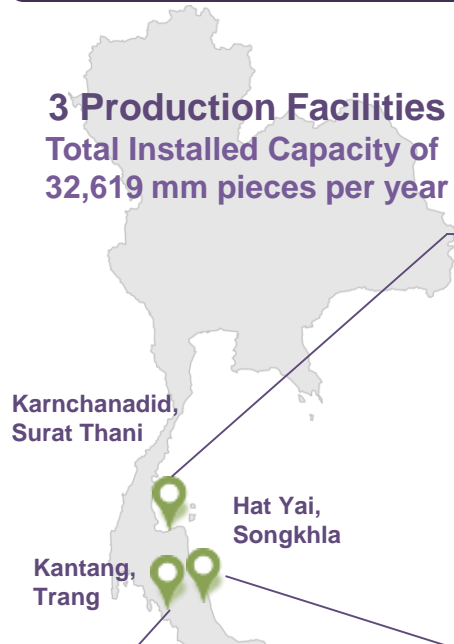 3 Production Facilities
Total Installed Capacity of
32,619 mm pieces per year
Karnchanadid,
Surat Thani
Hat Yai,
Songkhla
Kantang,
Trang